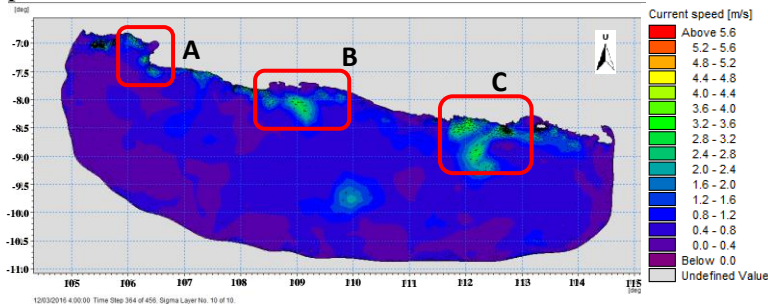 [deg]
-7.0
-7.5
-8.0
-8.5
-9.0
-9.5
-10.0
-10.5
-11.0
A
B
C
U
105 106 107 108 109 110 111 112 113 114 115
[deg]
12/03/2016 4:00:00 Time Step 364 of 456. Sigma Layer No. 10 of 10.
Current speed [m/s]
Above 5.6
5.2 - 5.6
4.8 - 5.2
4.4 - 4.8
4.0 - 4.4
3.6 - 4.0
3.2 - 3.6
2.8 - 3.2
2.4 - 2.8
2.0 - 2.4
1.6 - 2.0
1.2 - 1.6
0.8 - 1.2
0.4 - 0.8
0.0 - 0.4
Below 0.0
Undefined Value